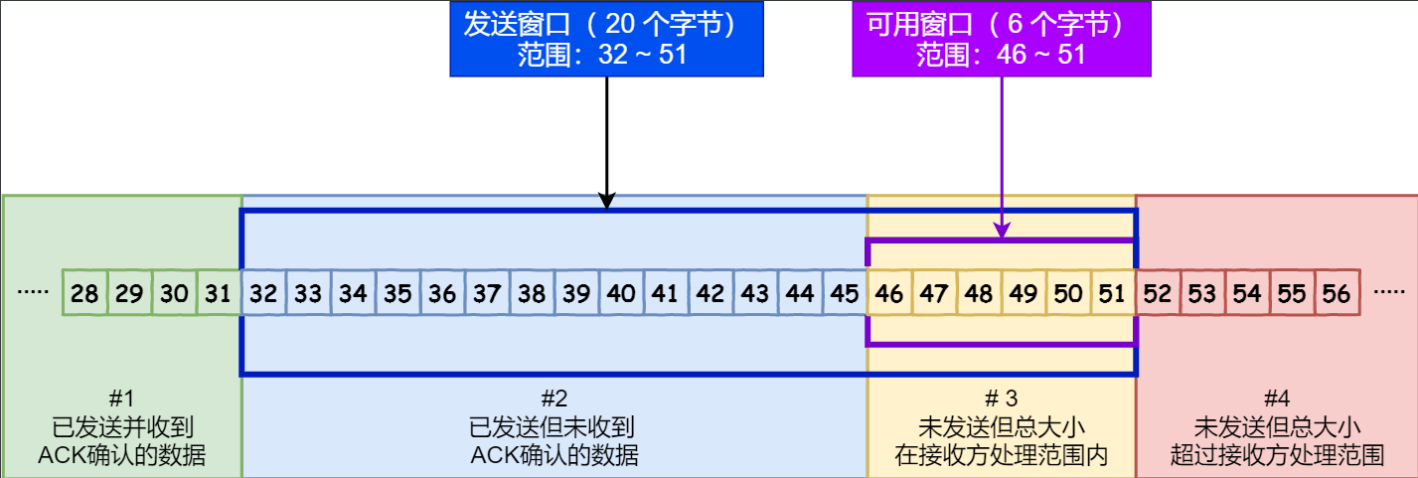 发送窗口（ 20 个字节）
范围：32 ~ 51
可用窗口（ 6 个字节）
范围：46 ~ 51
····· 28 29 30 31 32 33 34 35 36 37 38 39 40 41 42 43 44 45 46 47 48 49 50 51 52 53 54 55 56 ·····
#1
已发送并收到
ACK确认的数据
#2
已发送但未收到
ACK确认的数据
# 3
未发送但总大小
在接收方处理范围内
#4
未发送但总大小
超过接收方处理范围